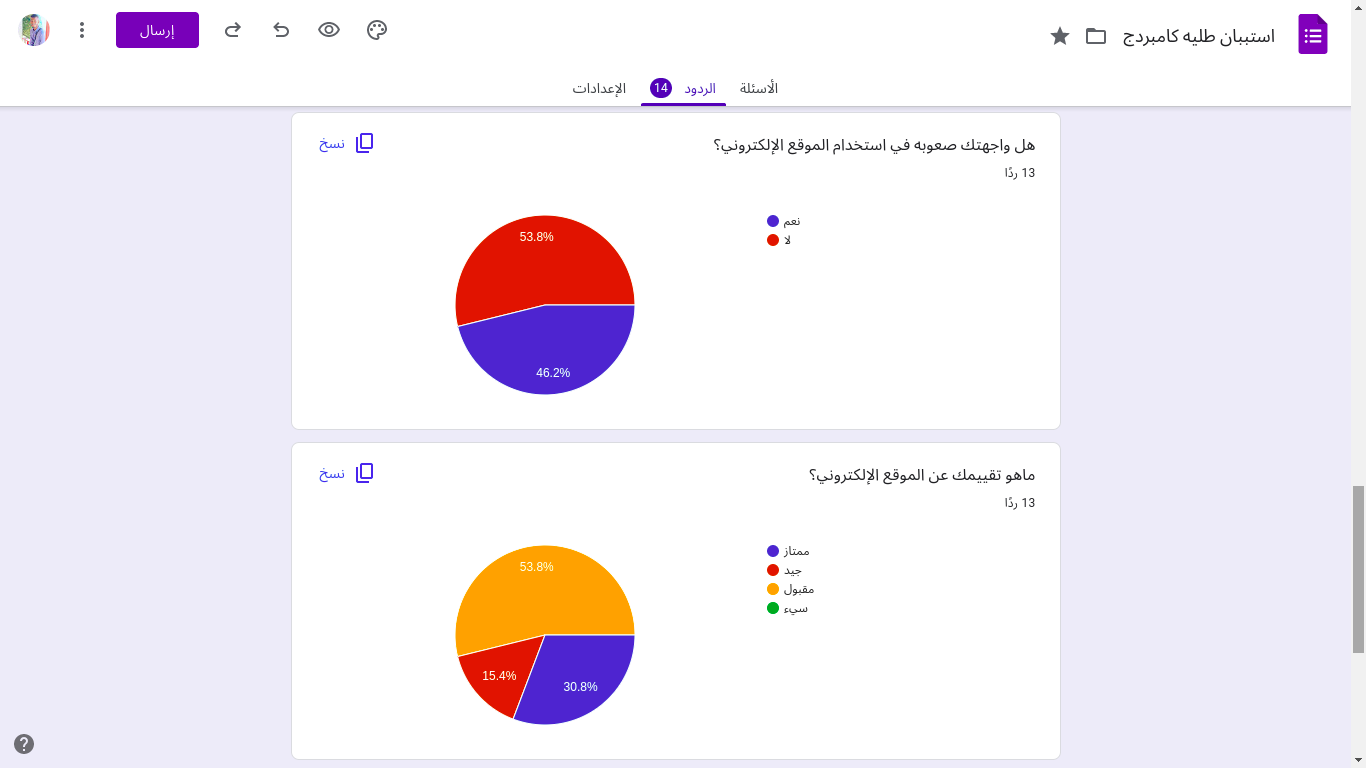 استببان طليه كامبردج
إرسال
الأسئلة
الردود 14
الإعدادات
هل واجهتك صعوبه في استخدام الموقع الإلكتروني؟
نسخ
13 ردًا
نعم
لا
53.8%
46.2%
ماهو تقييمك عن الموقع الإلكتروني؟
نسخ
13 ردًا
ممتاز
جيد
مقبول
سيء
53.8%
15.4%
30.8%